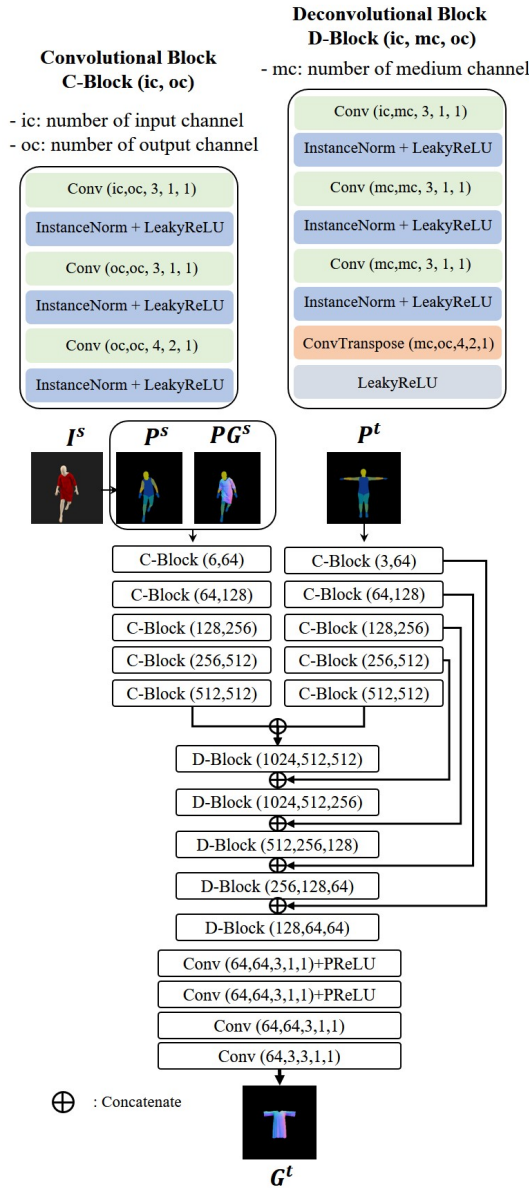 Convolutional Block
C-Block (ic, oc)
- ic: number of input channel
- oc: number of output channel
Conv (ic,oc, 3, 1, 1)
InstanceNorm + LeakyReLU
Conv (oc,oc, 3, 1, 1)
InstanceNorm + LeakyReLU
Conv (oc,oc, 4, 2, 1)
InstanceNorm + LeakyReLU
Deconvolutional Block
D-Block (ic, mc, oc)
- mc: number of medium channel
Conv (ic,mc, 3, 1, 1)
InstanceNorm + LeakyReLU
Conv (mc,mc, 3, 1, 1)
InstanceNorm + LeakyReLU
Conv (mc,mc, 3, 1, 1)
InstanceNorm + LeakyReLU
ConvTranspose (mc,oc,4,2,1)
LeakyReLU
I^s P^s PG^s P^t
C-Block (6,64)
C-Block (64,128)
C-Block (128,256)
C-Block (256,512)
C-Block (512,512)
C-Block (3,64)
C-Block (64,128)
C-Block (128,256)
C-Block (256,512)
C-Block (512,512)
D-Block (1024,512,512)
D-Block (1024,512,256)
D-Block (512,256,128)
D-Block (256,128,64)
D-Block (128,64,64)
Conv (64,64,3,1,1)+PReLU
Conv (64,64,3,1,1)+PReLU
Conv (64,64,3,1,1)
Conv (64,3,3,1,1)
⊕ : Concatenate
G^t